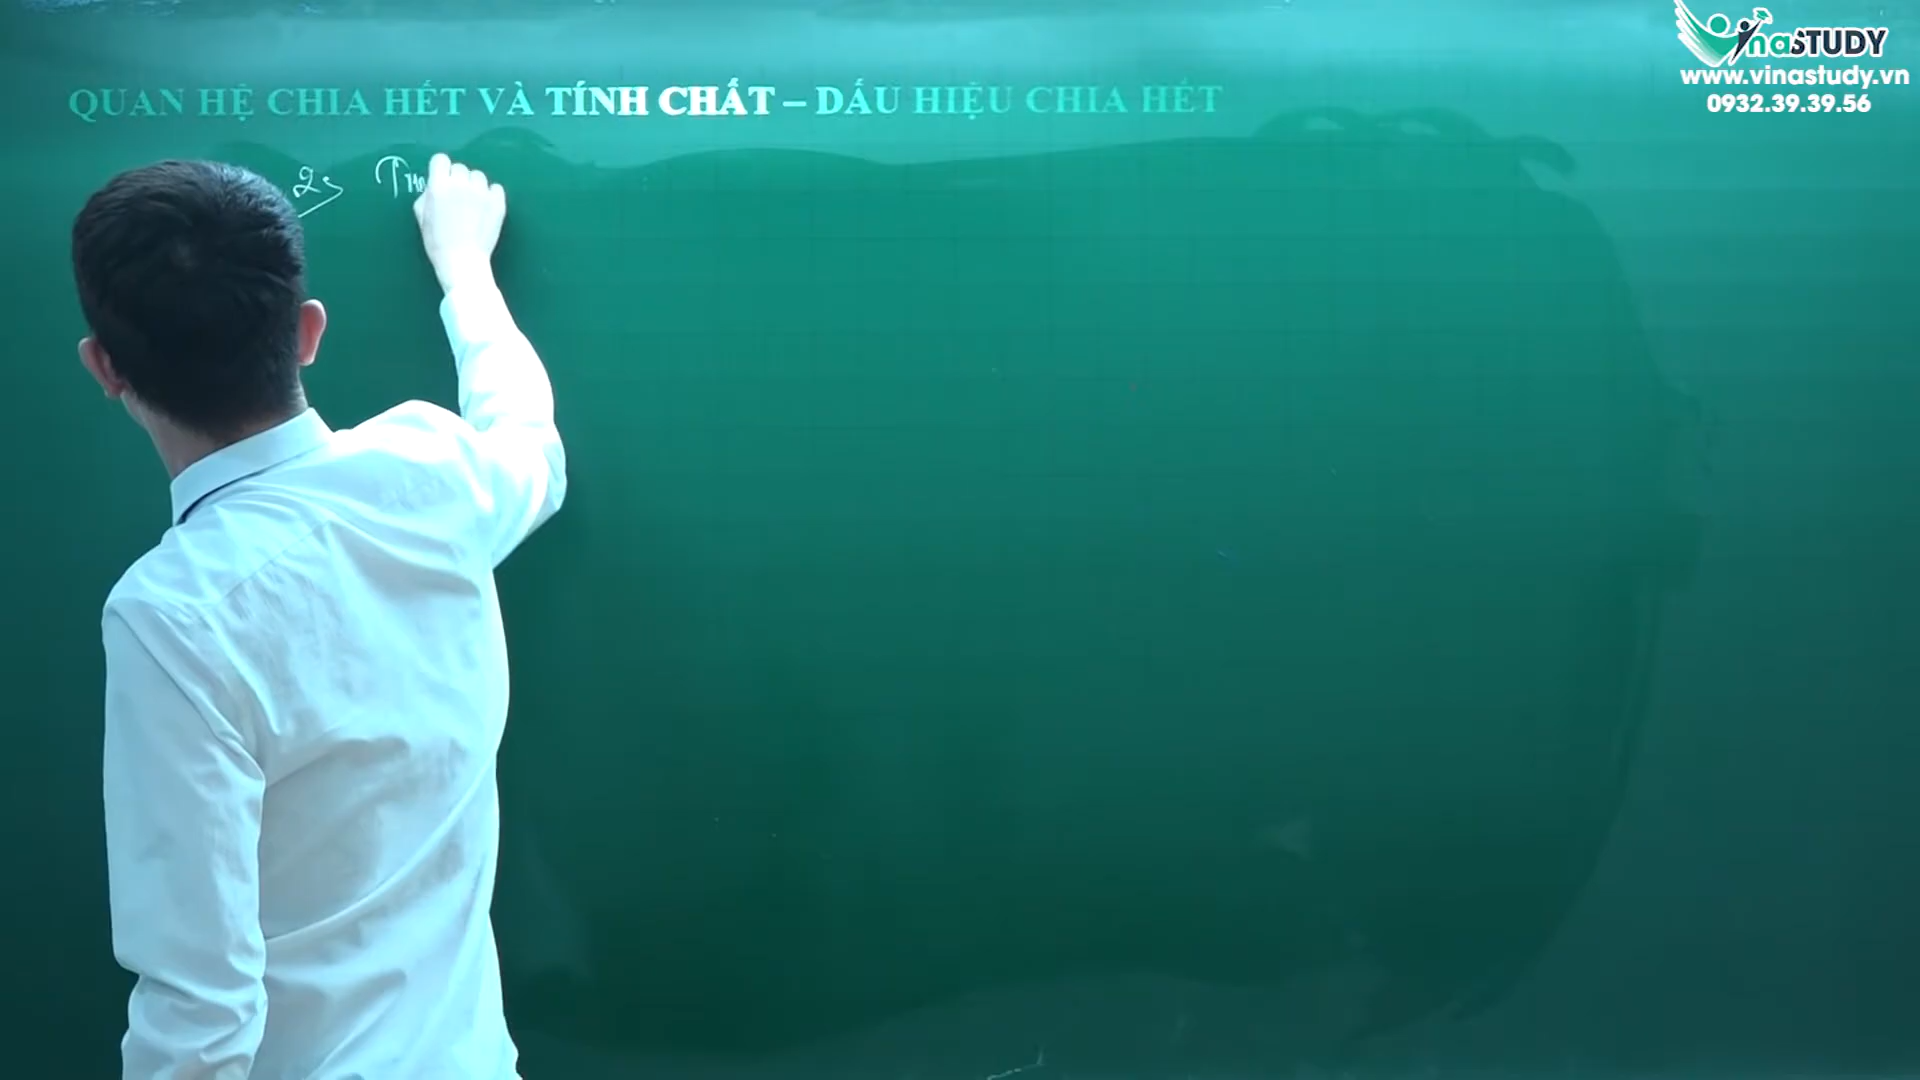 VinaSTUDY
www.vinastudy.vn
0932.39.39.56
QUAN HỆ CHIA HẾT VÀ TÍNH CHẤT – DẤU HIỆU CHIA HẾT
2,